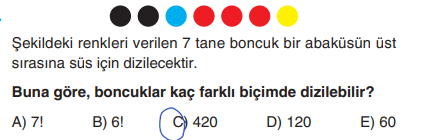 Şekildeki renkleri verilen 7 tane boncuk bir abaküsün üst
sırasına süs için dizilecektir.
Buna göre, boncuklar kaç farklı biçimde dizilebilir?
A) 7! B) 6! C) 420 D) 120 E) 60